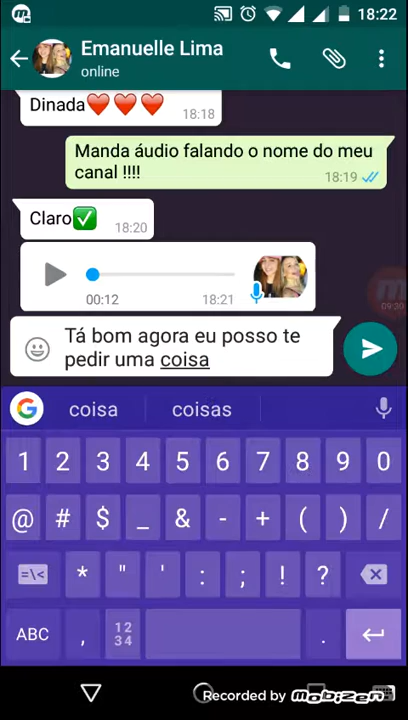 18:22
Emanuelle Lima
online
Dinada❤️❤️❤️
18:18
Manda áudio falando o nome do meu
canal !!!!
18:19
Claro✅
18:20
00:12
18:21
09:30
Tá bom agora eu posso te
pedir uma coisa
G
coisa
coisas
1 2 3 4 5 6 7 8 9 0
@ # $ _ & - + ( ) /
=\< * " ' : ; ! ?
ABC , 12 .
34
Recorded by mobizen